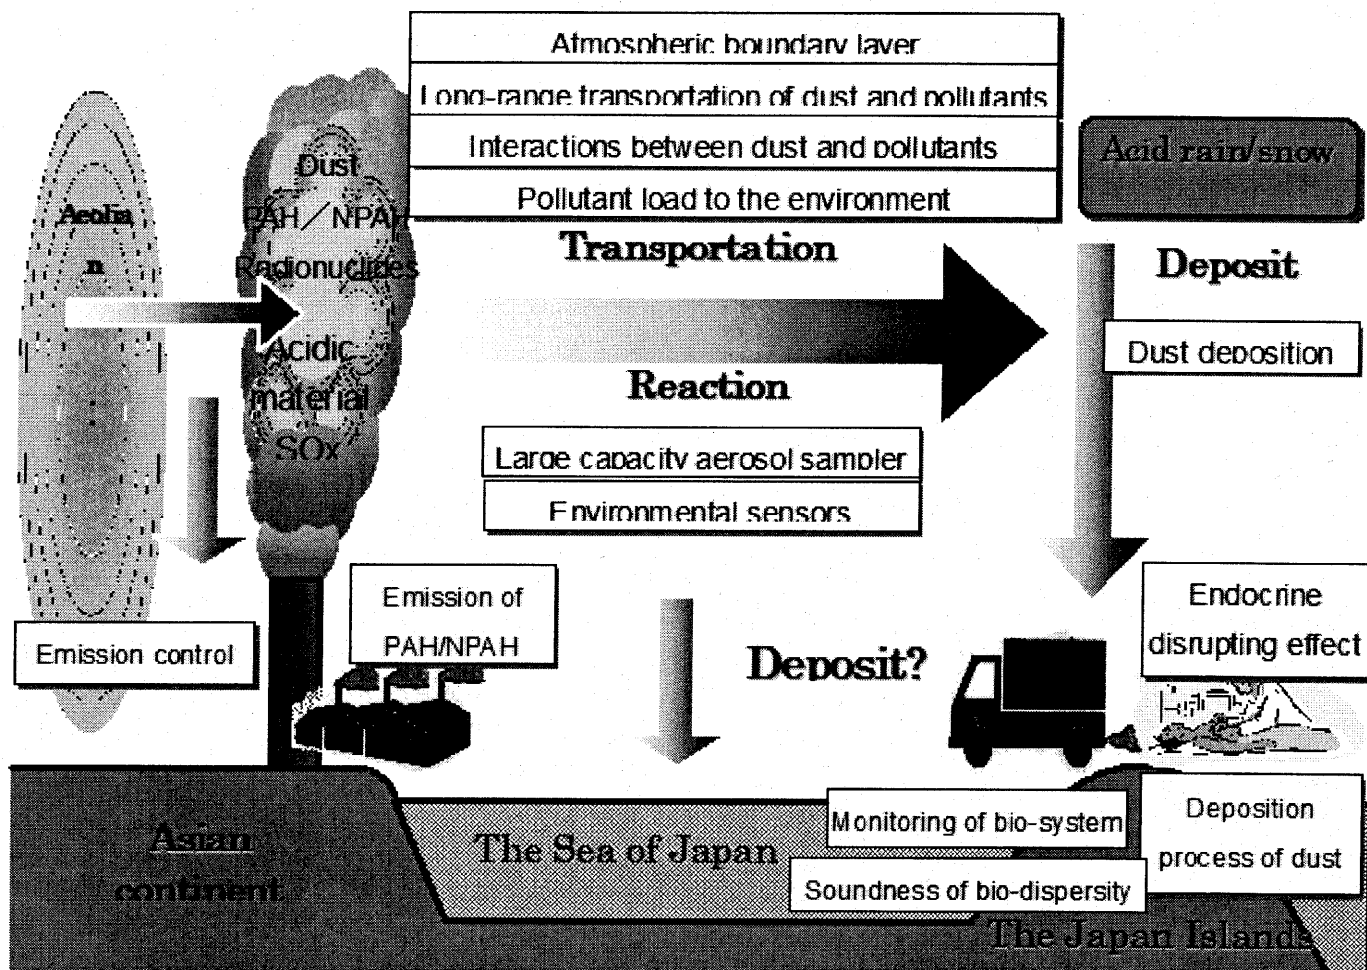 Atmospheric boundary layer
Long-range transportation of dust and pollutants
Interactions between dust and pollutants
Pollutant load to the environment
Acid rain/snow
Dust
Aeolia
n
PAH／NPAH
Radionuclides
Acidic
material
SOx
Transportation
Reaction
Deposit
Dust deposition
Large capacity aerosol sampler
Environmental sensors
Emission control
Emission of
PAH/NPAH
Deposit?
Endocrine
disrupting effect
Asian
continent
The Sea of Japan
Monitoring of bio-system
Soundness of bio-dispersity
Deposition
process of dust
The Japan Islands